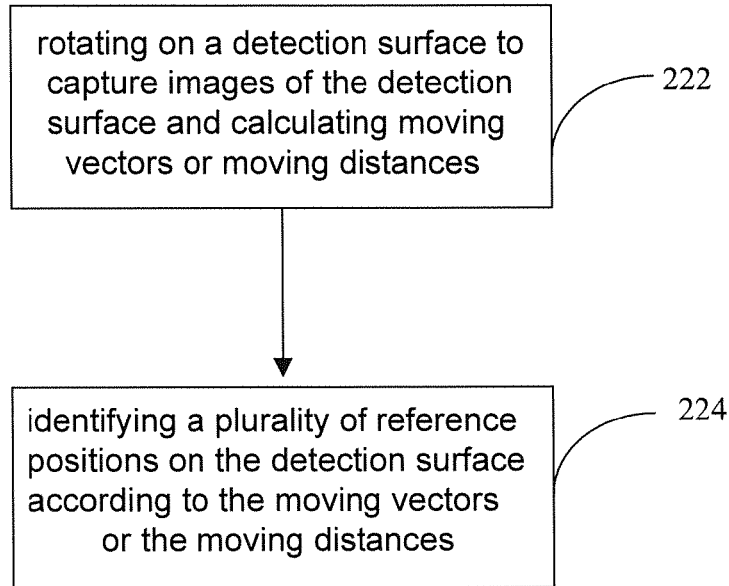 rotating on a detection surface to
capture images of the detection
surface and calculating moving
vectors or moving distances
222
identifying a plurality of reference
positions on the detection surface
according to the moving vectors
or the moving distances
224